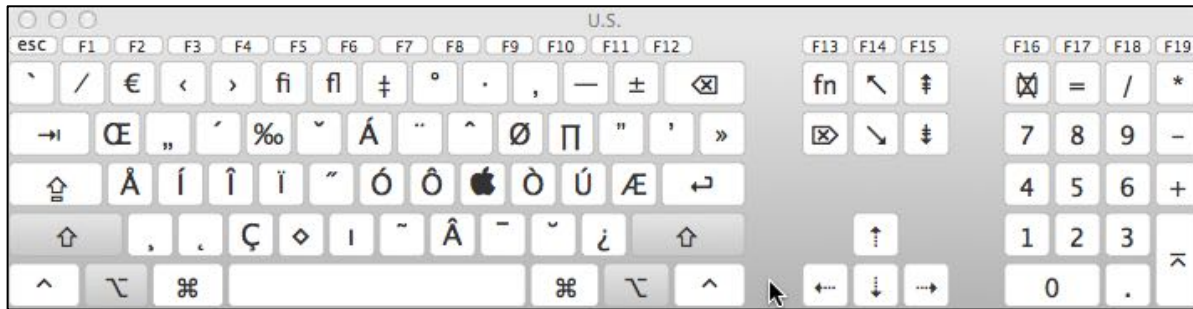 U.S.
esc F1 F2 F3 F4 F5 F6 F7 F8 F9 F10 F11 F12 F13 F14 F15 F16 F17 F18 F19
` ⁄ € ‹ › ﬁ ﬂ ‡ ° · ‚ — ± ⌫ fn ↖ ⇞ = / *
⇥ Œ „ ´ ‰ ˇ Á ¨ ˆ Ø ∏ ” ’ » ⌦ ↘ ⇟ 7 8 9 -
Å Í Î Ï ˝ Ó Ô  Ò Ú Æ ↩ 4 5 6 +
⇧ ¸ ˛ Ç ◊ ı ˜ Â ¯ ˘ ¿ ⇧ ⇡ 1 2 3 ⌅
⌃ ⌥ ⌘ ⌘ ⌥ ⌃ ⇠ ⇣ ⇢ 0 .